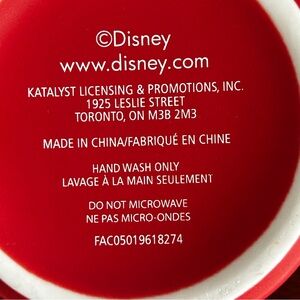 ©Disney
www.disney.com
KATALYST LICENSING & PROMOTIONS, INC.
1925 LESLIE STREET
TORONTO, ON M3B 2M3
MADE IN CHINA/FABRIQUÉ EN CHINE
HAND WASH ONLY
LAVAGE À LA MAIN SEULEMENT
DO NOT MICROWAVE
NE PAS MICRO-ONDES
FAC05019618274